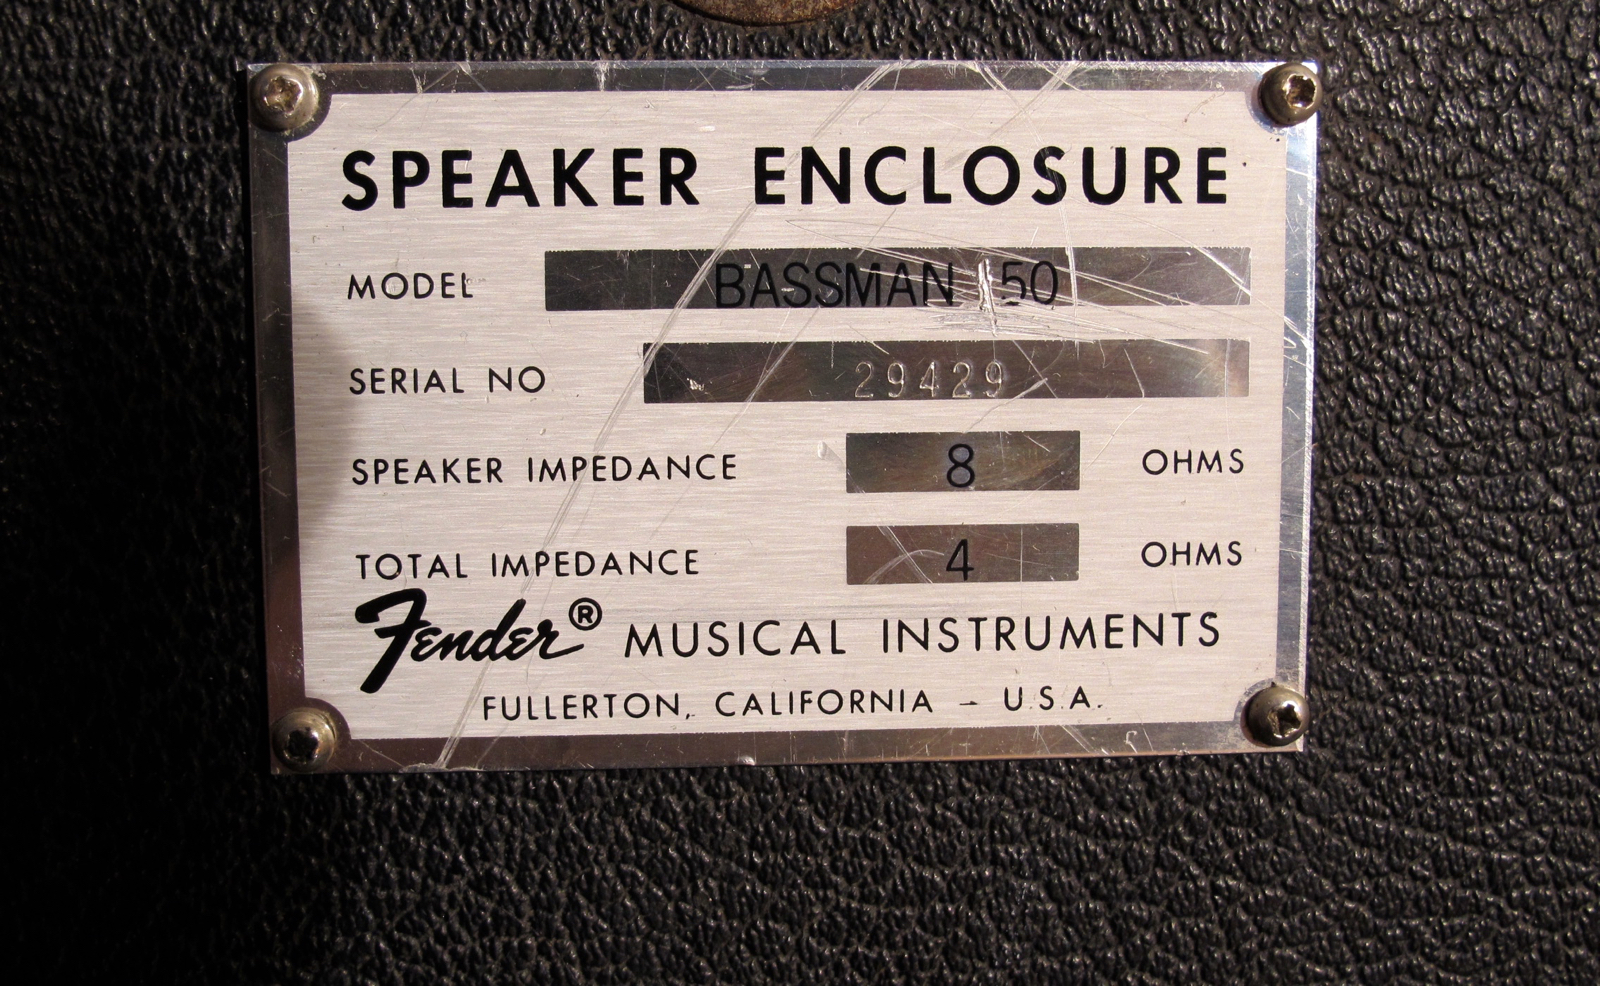 SPEAKER ENCLOSURE
MODEL BASSMAN 50
SERIAL NO 29429
SPEAKER IMPEDANCE 8 OHMS
TOTAL IMPEDANCE 4 OHMS
Fender® MUSICAL INSTRUMENTS
FULLERTON, CALIFORNIA - U.S.A.